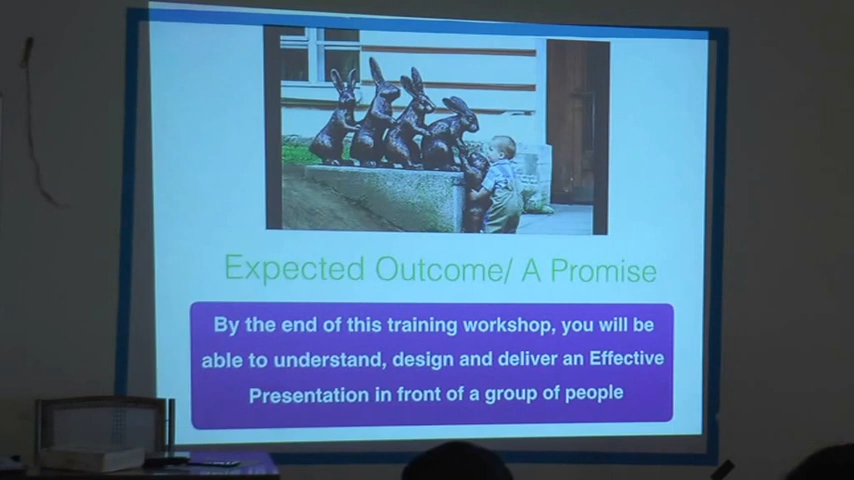 Expected Outcome/ A Promise
By the end of this training workshop, you will be
able to understand, design and deliver an Effective
Presentation in front of a group of people